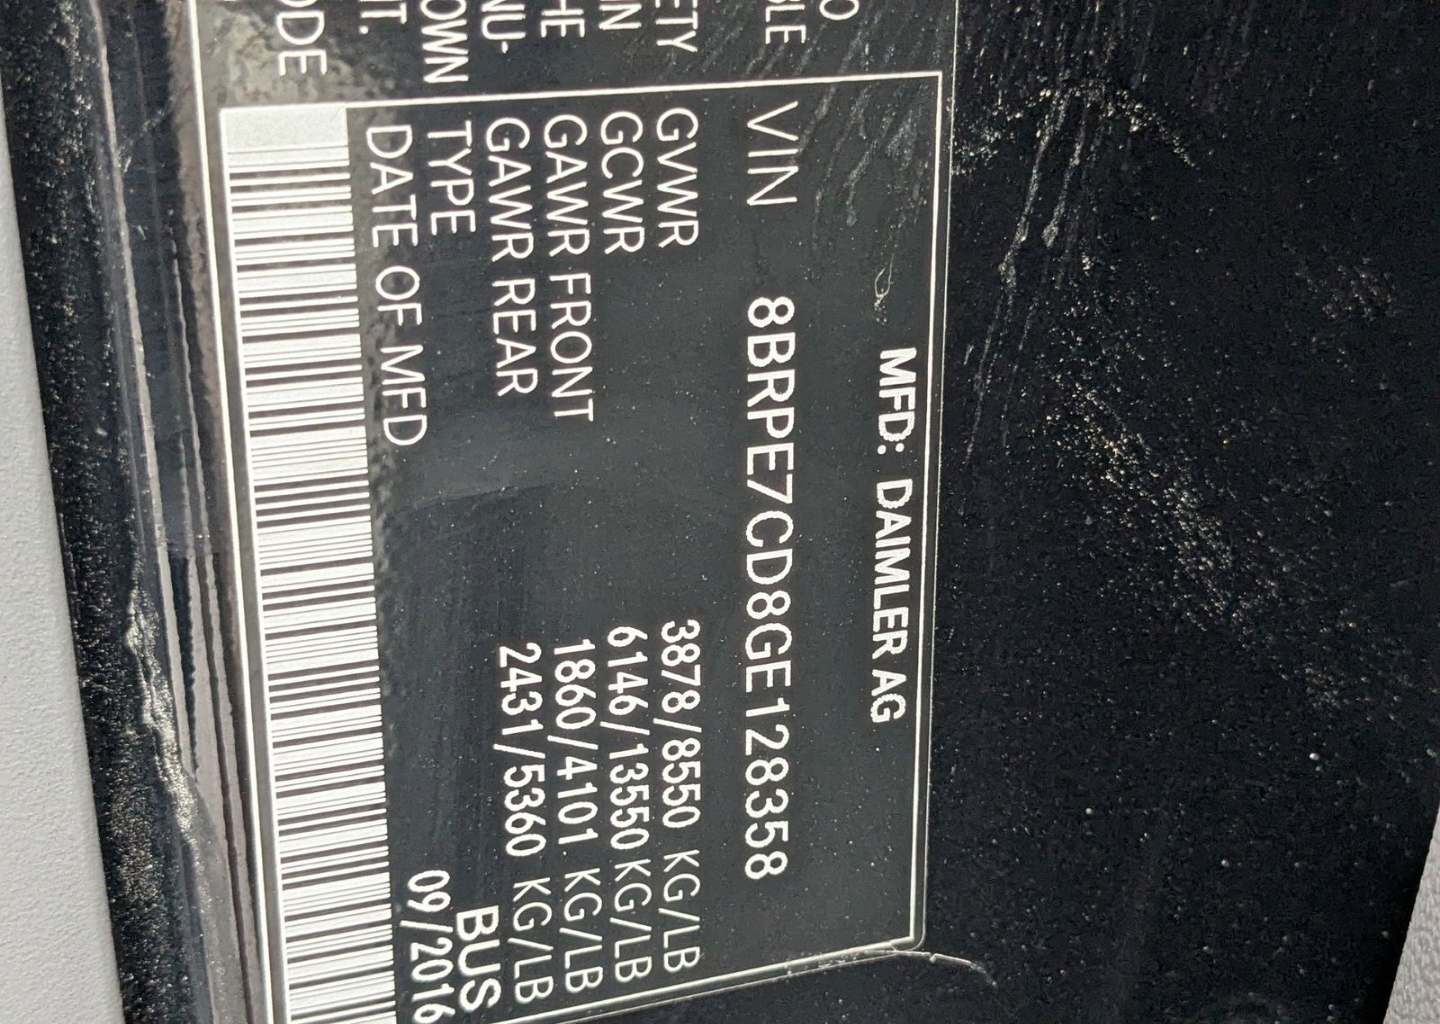 MFD: DAIMLER AG
VIN 8BRPE7CD8GE128358
GVWR 3878/8550 KG/LB
GCWR 6146/13550 KG/LB
GAWR FRONT 1860/4101 KG/LB
GAWR REAR 2431/5360 KG/LB
TYPE BUS
DATE OF MFD 09/2016